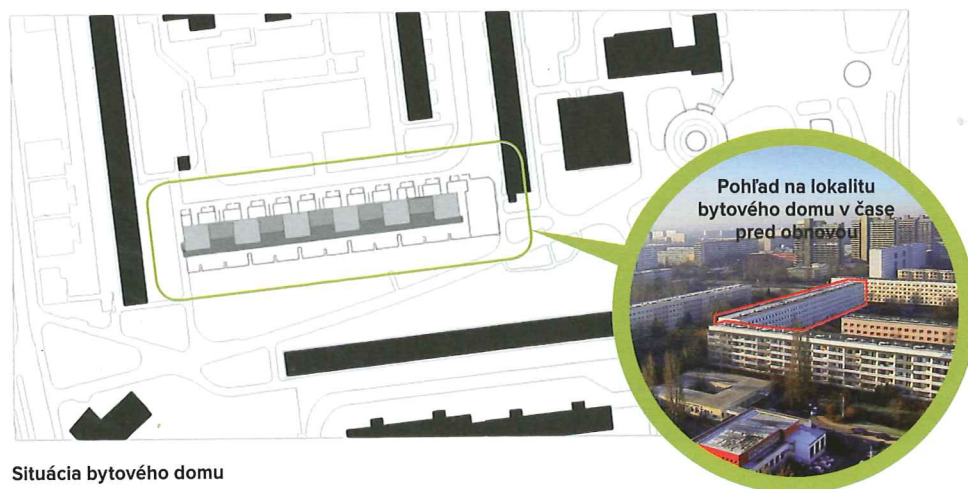 Pohľad na lokalitu
bytového domu v čase
pred obnovou
Situácia bytového domu